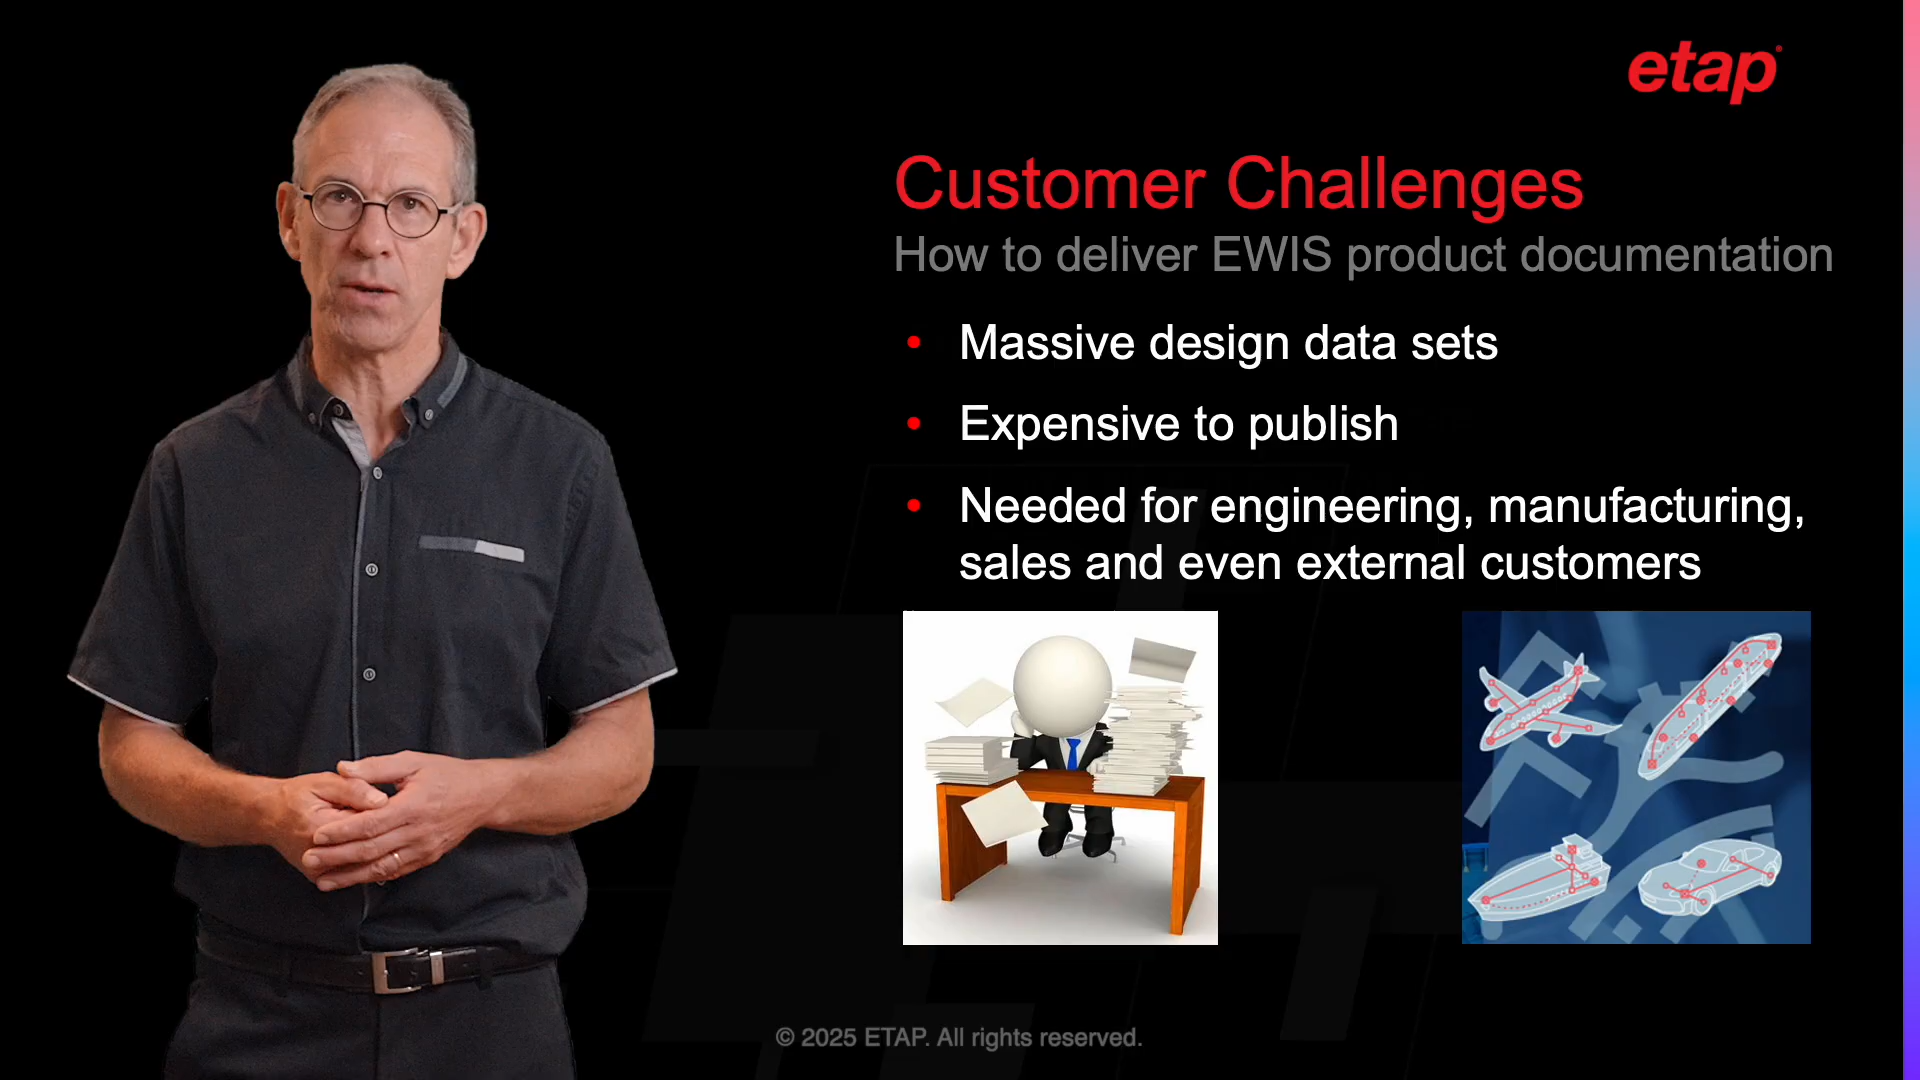 etap
Customer Challenges
How to deliver EWIS product documentation
• Massive design data sets
• Expensive to publish
• Needed for engineering, manufacturing,
sales and even external customers
© 2025 ETAP. All rights reserved.